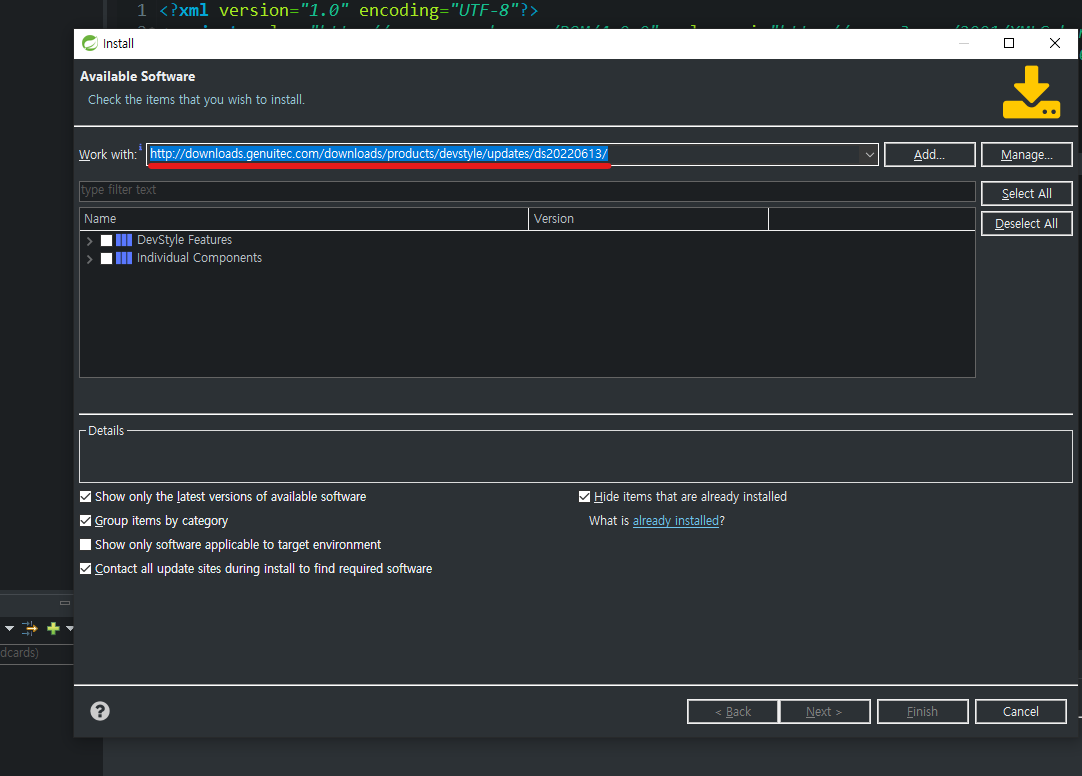 1 <?xml version="1.0" encoding="UTF-8"?>
Install
Available Software
Check the items that you wish to install.
Work with: http://downloads.genuitec.com/downloads/products/devstyle/updates/ds20220613/ Add... Manage...
type filter text Select All
Name Version Deselect All
DevStyle Features
Individual Components
Details
Show only the latest versions of available software Hide items that are already installed
Group items by category What is already installed?
Show only software applicable to target environment
Contact all update sites during install to find required software
dcards)
? < Back Next > Finish Cancel